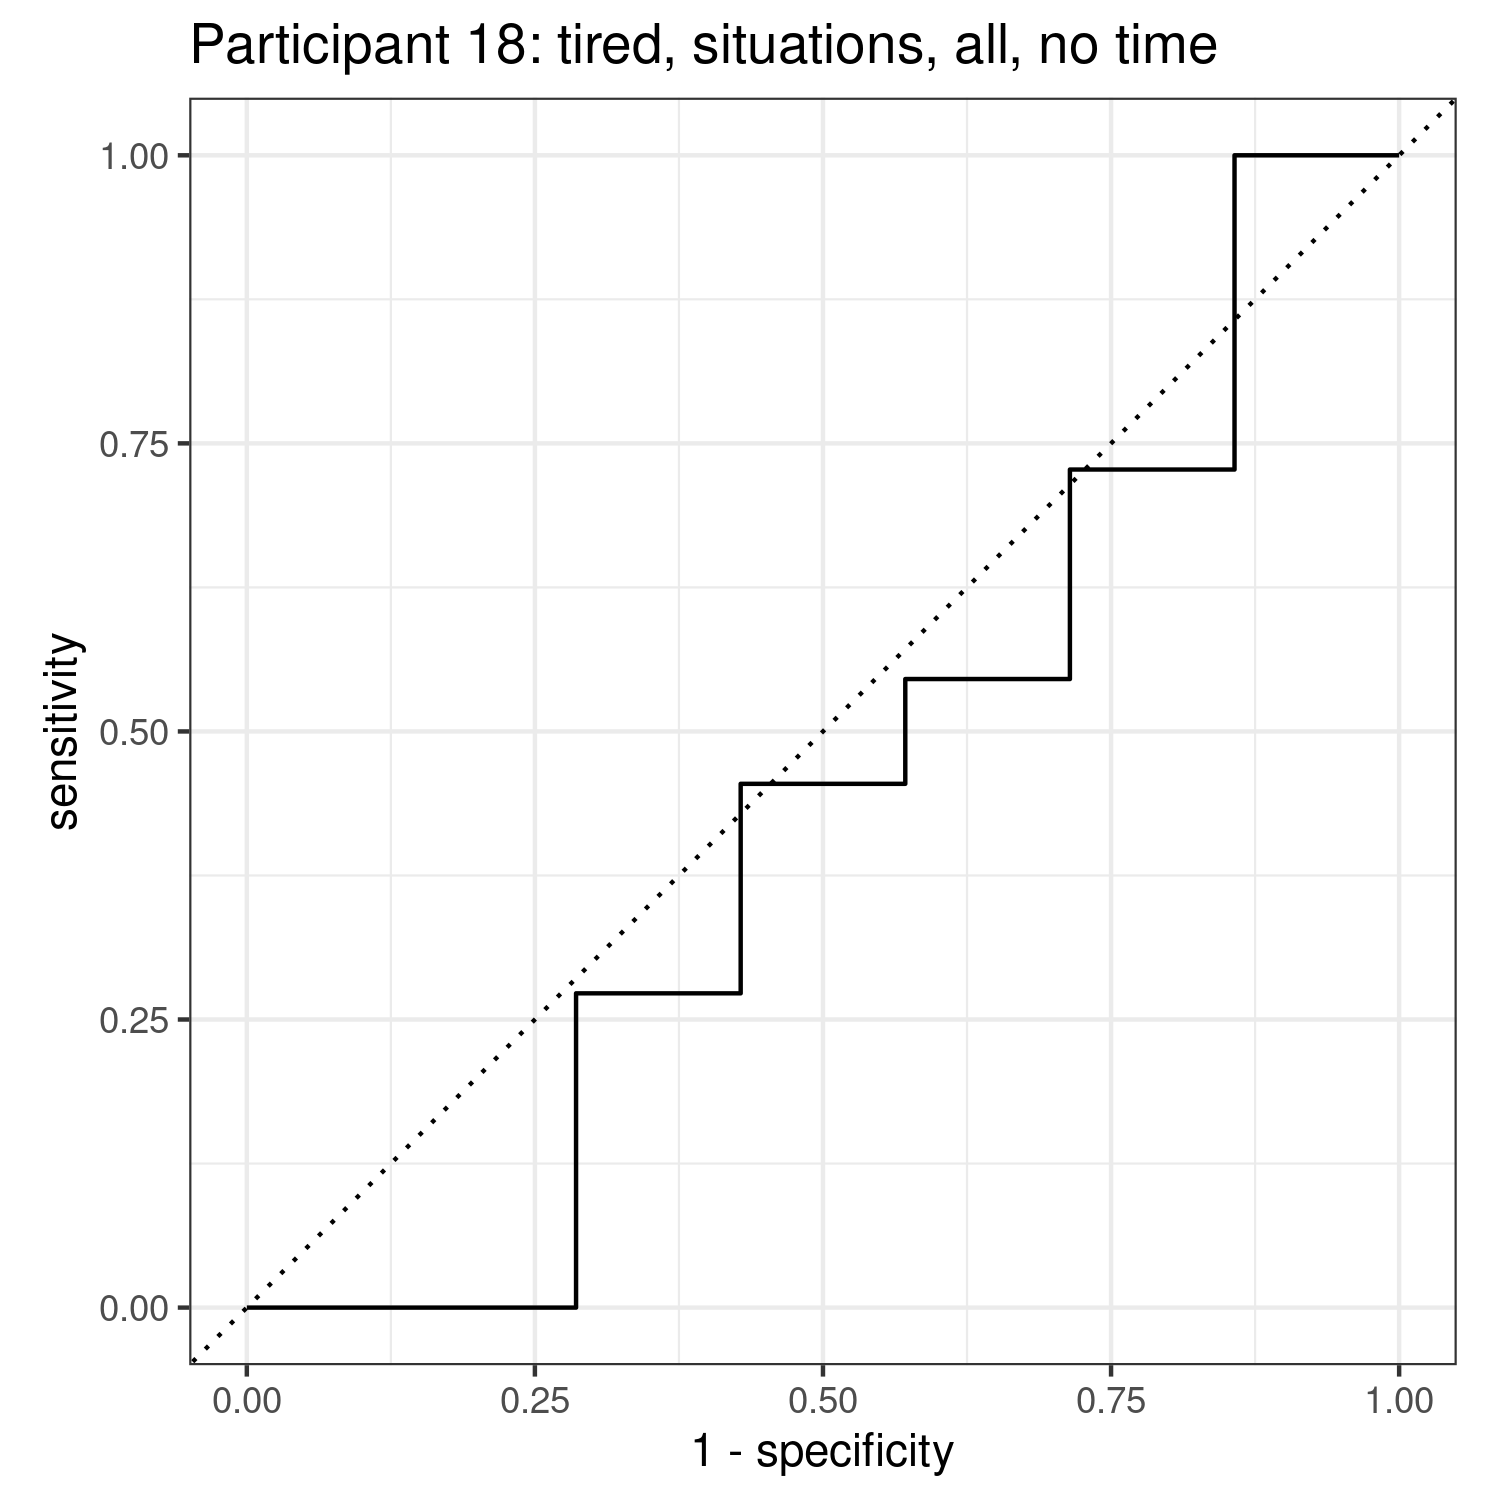 Participant 18: tired, situations, all, no time
1.00
0.75
0.50
0.25
0.00
sensitivity
0.00 0.25 0.50 0.75 1.00
1 - specificity